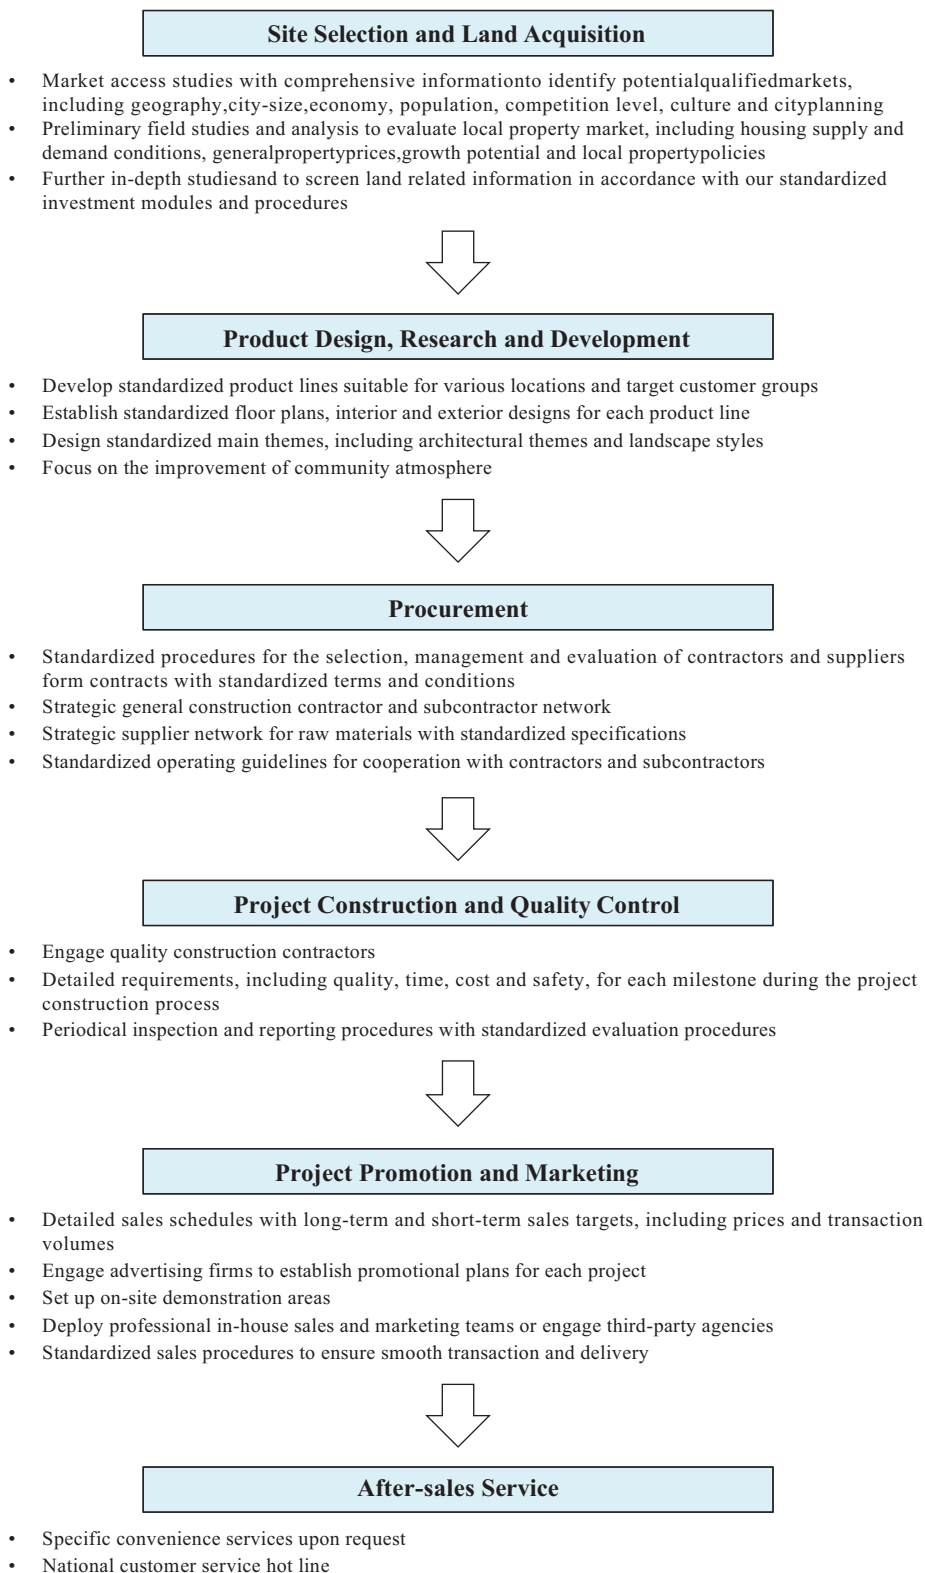 Site Selection and Land Acquisition
• Market access studies with comprehensive informationto identify potentialqualifiedmarkets,
including geography,city-size,economy, population, competition level, culture and cityplanning
• Preliminary field studies and analysis to evaluate local property market, including housing supply and
demand conditions, generalpropertyprices,growth potential and local propertypolicies
• Further in-depth studiesand to screen land related information in accordance with our standardized
investment modules and procedures
Product Design, Research and Development
• Develop standardized product lines suitable for various locations and target customer groups
• Establish standardized floor plans, interior and exterior designs for each product line
• Design standardized main themes, including architectural themes and landscape styles
• Focus on the improvement of community atmosphere
Procurement
• Standardized procedures for the selection, management and evaluation of contractors and suppliers
form contracts with standardized terms and conditions
• Strategic general construction contractor and subcontractor network
• Strategic supplier network for raw materials with standardized specifications
• Standardized operating guidelines for cooperation with contractors and subcontractors
Project Construction and Quality Control
• Engage quality construction contractors
• Detailed requirements, including quality, time, cost and safety, for each milestone during the project
construction process
• Periodical inspection and reporting procedures with standardized evaluation procedures
Project Promotion and Marketing
• Detailed sales schedules with long-term and short-term sales targets, including prices and transaction
volumes
• Engage advertising firms to establish promotional plans for each project
• Set up on-site demonstration areas
• Deploy professional in-house sales and marketing teams or engage third-party agencies
• Standardized sales procedures to ensure smooth transaction and delivery
After-sales Service
• Specific convenience services upon request
• National customer service hot line